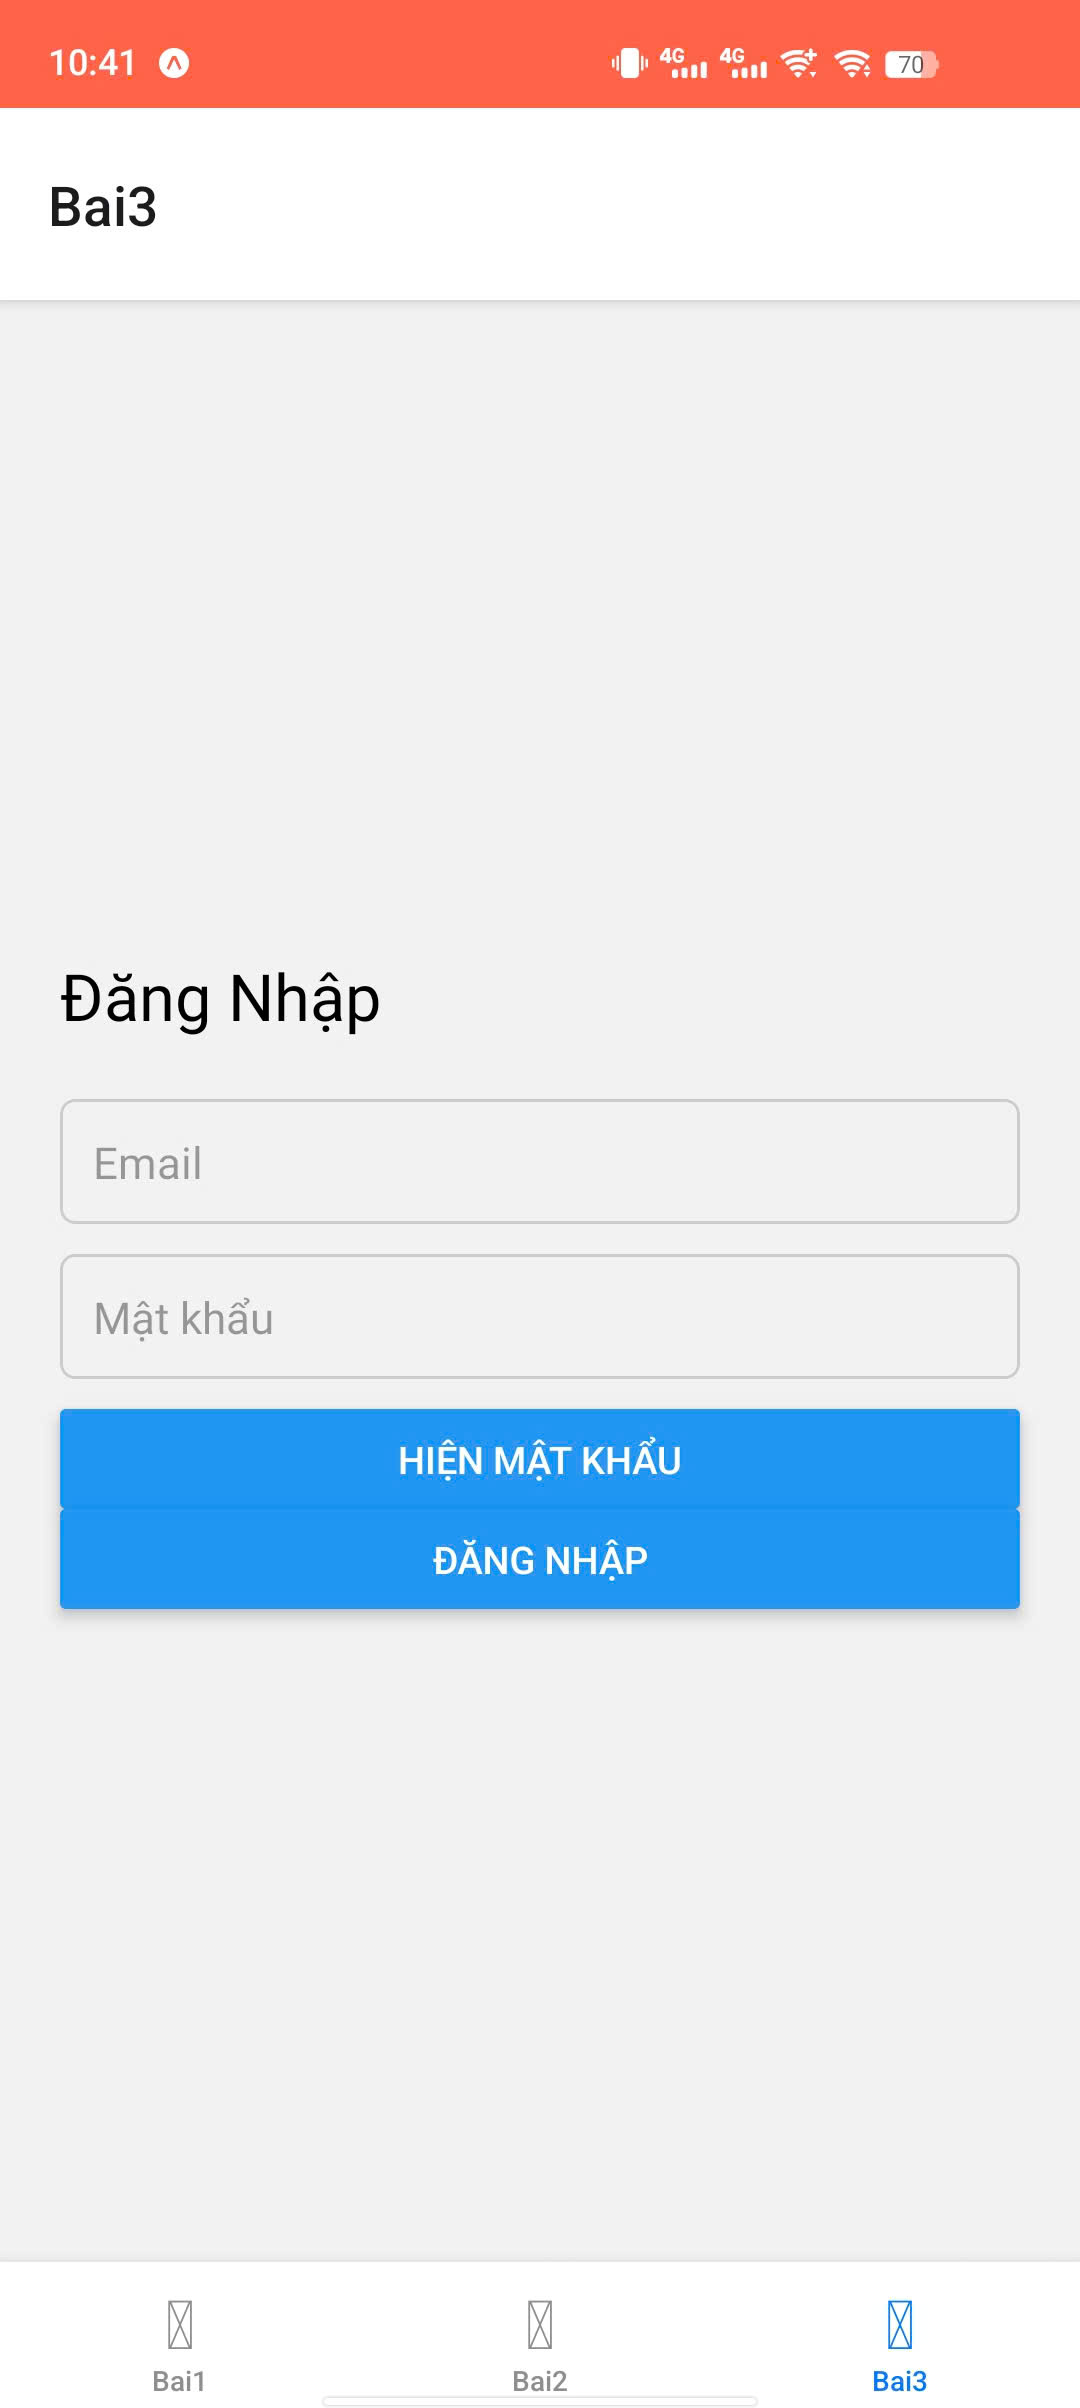 10:41
4G 4G 70
Bai3
Đăng Nhập
Email
Mật khẩu
HIỆN MẬT KHẨU
ĐĂNG NHẬP
Bai1 Bai2 Bai3